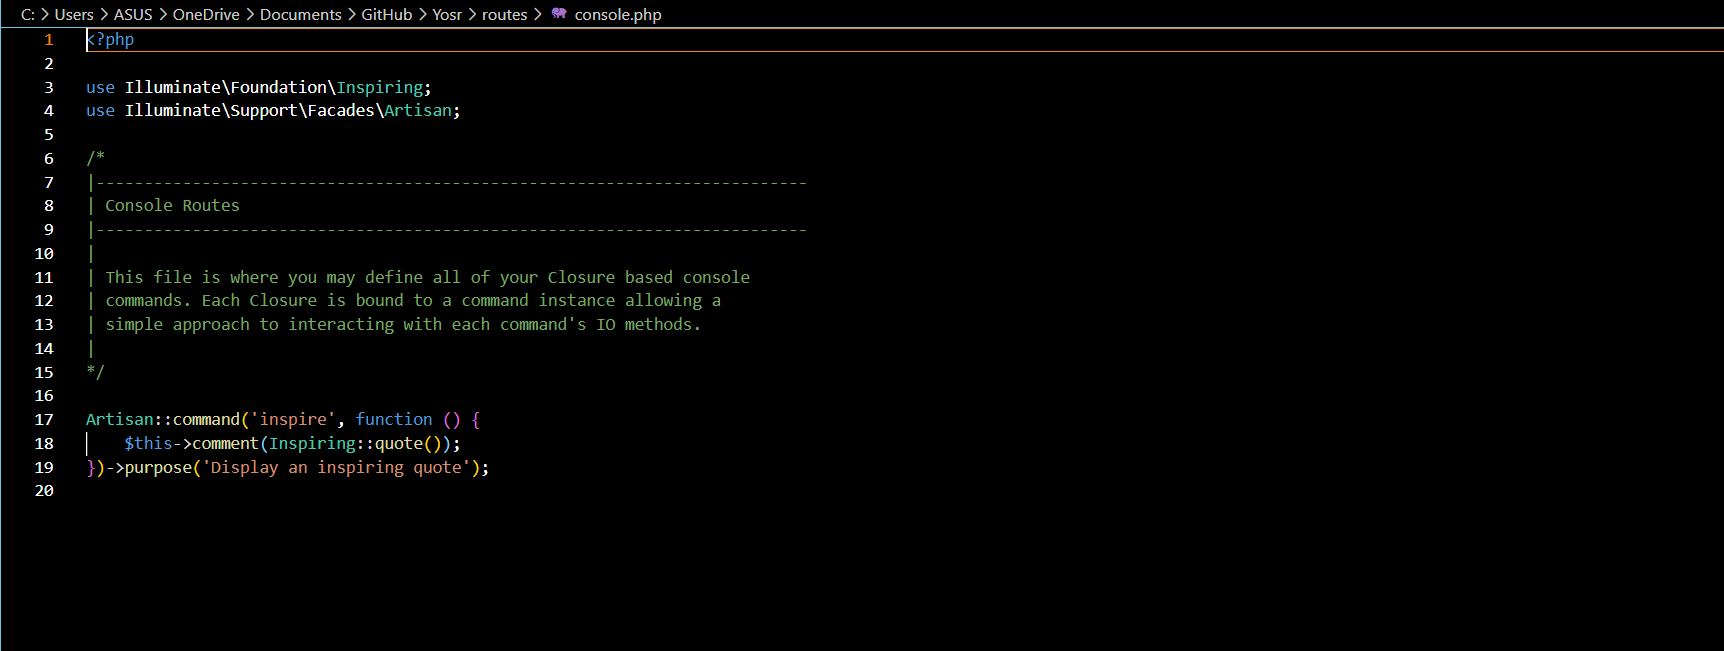 C: > Users > ASUS > OneDrive > Documents > GitHub > Yosr > routes > console.php
1 <?php
2
3 use Illuminate\Foundation\Inspiring;
4 use Illuminate\Support\Facades\Artisan;
5
6 /*
7 |--------------------------------------------------------------------------
8 | Console Routes
9 |--------------------------------------------------------------------------
10 |
11 | This file is where you may define all of your Closure based console
12 | commands. Each Closure is bound to a command instance allowing a
13 | simple approach to interacting with each command's IO methods.
14 |
15 */
16
17 Artisan::command('inspire', function () {
18     $this->comment(Inspiring::quote());
19 })->purpose('Display an inspiring quote');
20